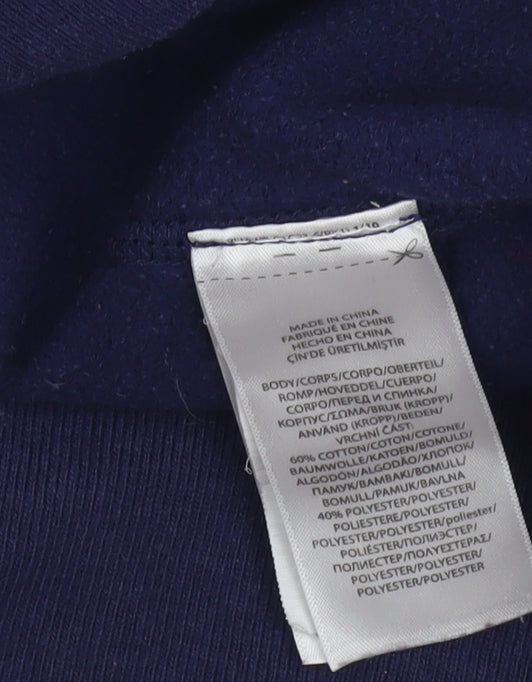 MADE IN CHINA
FABRIQUÉ EN CHINE
HECHO EN CHINA
ÇİN'DE ÜRETİLMİŞTİR
BODY/CORPS/CORPO/OBERTEIL/
ROMP/HOVEDDEL/CUERPO/
CORPO/ПЕРЕД И СПИНКА/
КОРПУС/ΣΩΜΑ/BRUK (KROPP)/
ANVÄND (KROPP)/BEDEN/
VRCHNÍ ČÁST:
60% COTTON/COTON/COTONE/
BAUMWOLLE/KATOEN/BOMULD/
ALGODÓN/ALGODÃO/ХЛОПОК/
ПАМУК/ΒΑΜΒΑΚΙ/BOMULL/
BOMULL/PAMUK/BAVLNA
40% POLYESTER/POLYESTER/
POLIESTERE/POLYESTER/
POLYESTER/POLYESTER/poliester/
POLIÉSTER/ПОЛИЭСТЕР/
ПОЛИЕСТЕР/ΠΟΛΥΕΣΤΕΡΑΣ/
POLYESTER/POLYESTER/
POLYESTER/POLYESTER